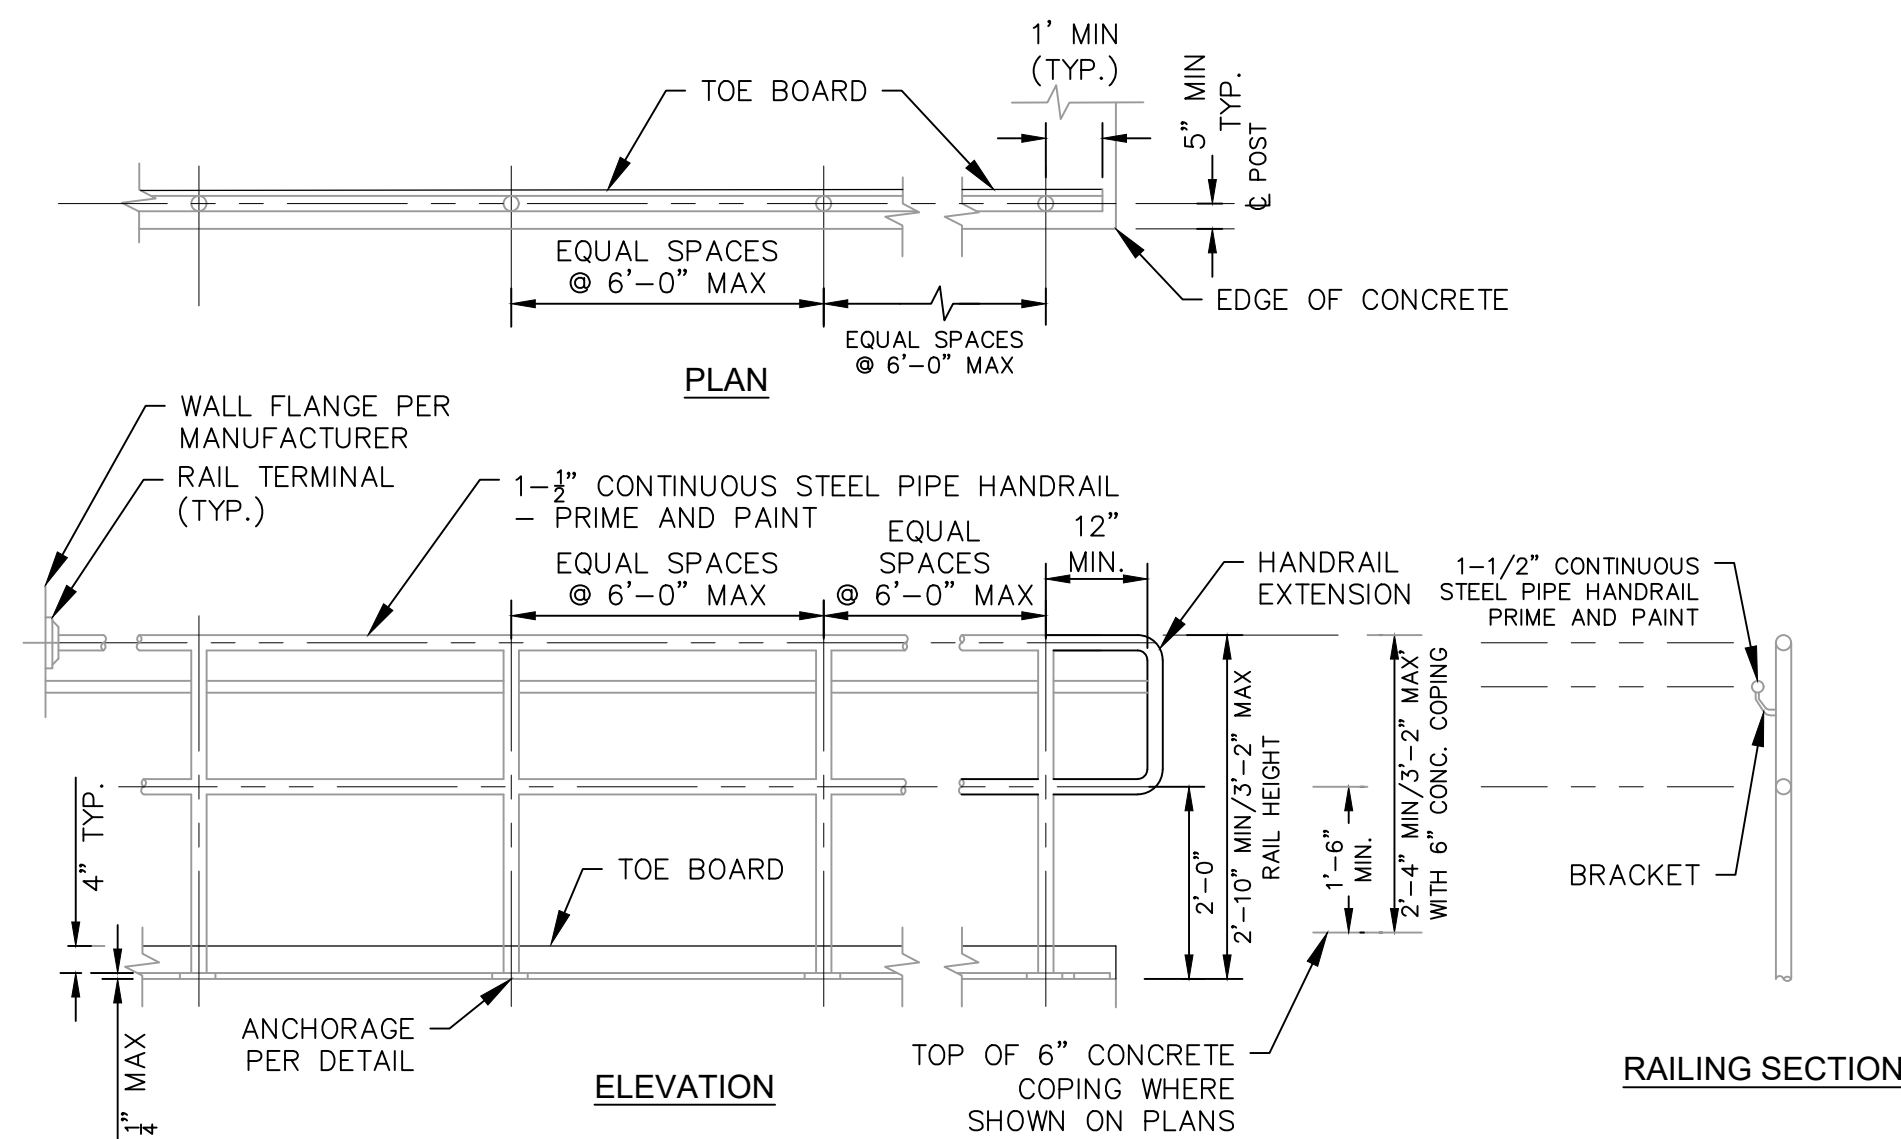 1' MIN
(TYP.)
TOE BOARD
5" MIN
TYP.
℄ POST
EQUAL SPACES
@ 6'-0" MAX
EQUAL SPACES
@ 6'-0" MAX
EDGE OF CONCRETE
PLAN
WALL FLANGE PER
MANUFACTURER
RAIL TERMINAL
(TYP.)
1-1/2" CONTINUOUS STEEL PIPE HANDRAIL
- PRIME AND PAINT
EQUAL SPACES
@ 6'-0" MAX
EQUAL
SPACES
@ 6'-0" MAX
12"
MIN.
HANDRAIL
EXTENSION
1-1/2" CONTINUOUS
STEEL PIPE HANDRAIL
PRIME AND PAINT
4" TYP.
TOE BOARD
2'-0"
2'-10" MIN/3'-2" MAX
RAIL HEIGHT
1'-6"
MIN.
2'-4" MIN/3'-2" MAX'
WITH 6" CONC. COPING
BRACKET
1/4" MAX
ANCHORAGE
PER DETAIL
ELEVATION
TOP OF 6" CONCRETE
COPING WHERE
SHOWN ON PLANS
RAILING SECTION